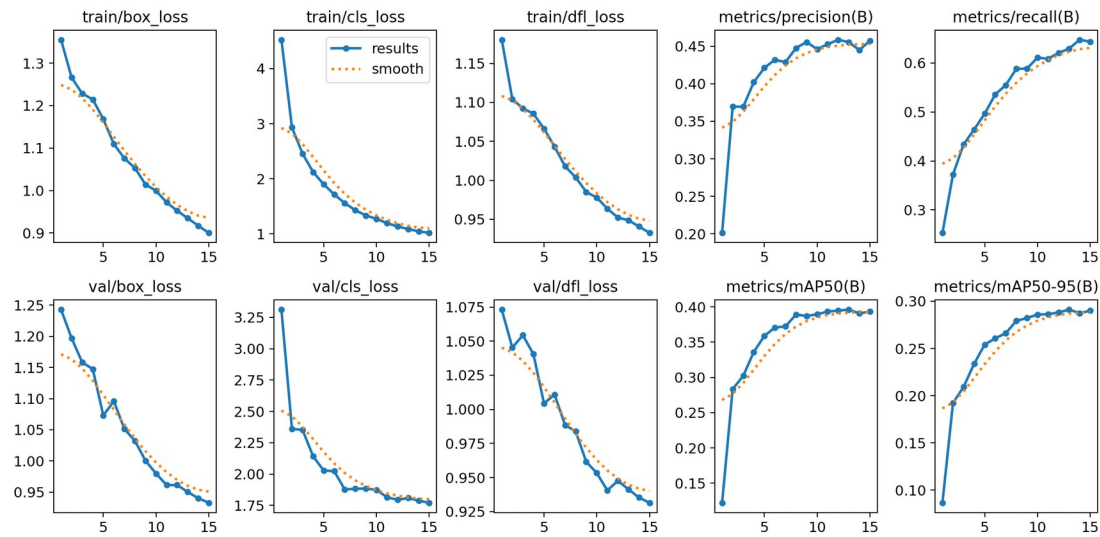 train/box_loss
train/cls_loss
train/dfl_loss
metrics/precision(B)
metrics/recall(B)
1.3
1.2
1.1
1.0
0.9
5 10 15
4
3
2
1
results
smooth
5 10 15
1.15
1.10
1.05
1.00
0.95
5 10 15
0.45
0.40
0.35
0.30
0.25
0.20
5 10 15
0.6
0.5
0.4
0.3
5 10 15
val/box_loss
val/cls_loss
val/dfl_loss
metrics/mAP50(B)
metrics/mAP50-95(B)
1.25
1.20
1.15
1.10
1.05
1.00
0.95
5 10 15
3.25
3.00
2.75
2.50
2.25
2.00
1.75
5 10 15
1.075
1.050
1.025
1.000
0.975
0.950
0.925
5 10 15
0.40
0.35
0.30
0.25
0.20
0.15
5 10 15
0.30
0.25
0.20
0.15
0.10
5 10 15